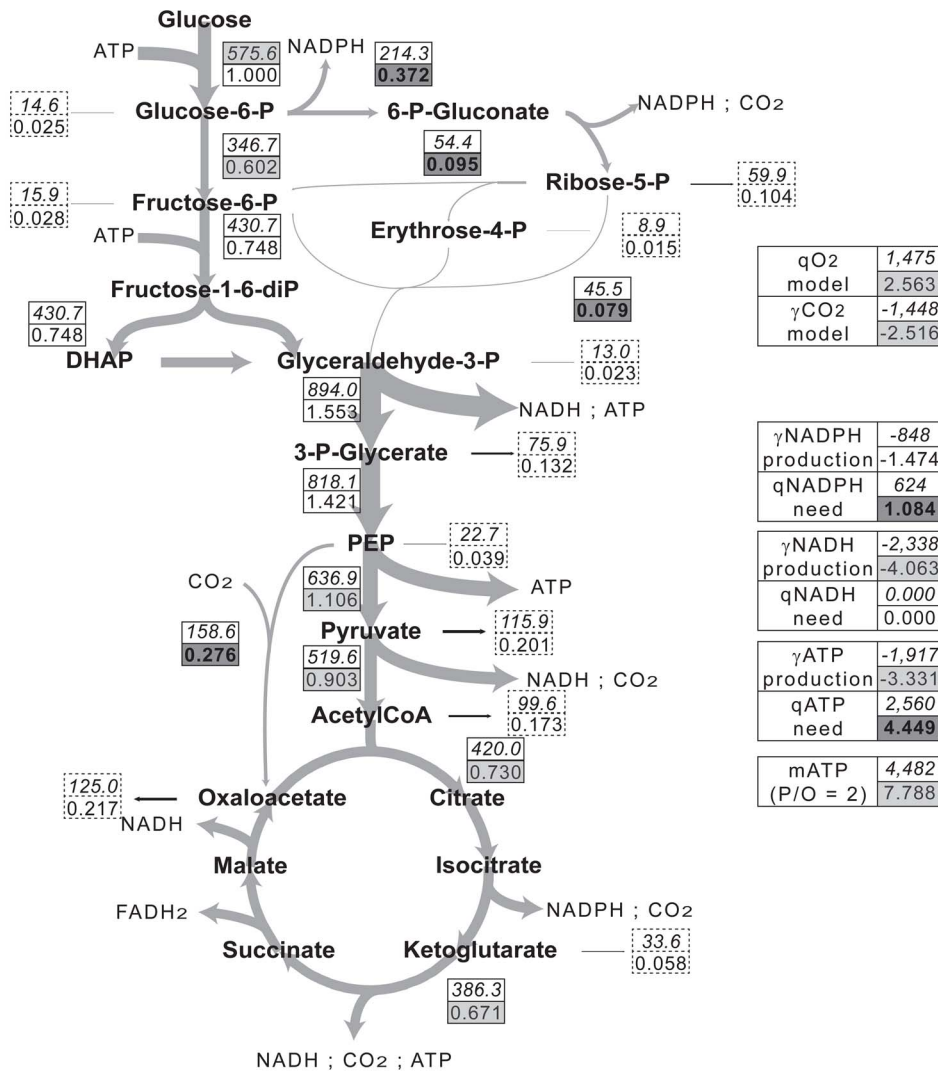 Glucose
ATP
575.6
1.000
NADPH
214.3
0.372
14.6
0.025
Glucose-6-P
6-P-Gluconate
NADPH ; CO2
346.7
0.602
54.4
0.095
15.9
0.028
Fructose-6-P
Ribose-5-P
59.9
0.104
ATP
430.7
0.748
Erythrose-4-P
8.9
0.015
Fructose-1-6-diP
430.7
0.748
45.5
0.079
DHAP
Glyceraldehyde-3-P
13.0
0.023
894.0
1.553
NADH ; ATP
3-P-Glycerate
75.9
0.132
818.1
1.421
PEP
22.7
0.039
CO2
636.9
1.106
ATP
158.6
0.276
Pyruvate
115.9
0.201
519.6
0.903
NADH ; CO2
AcetylCoA
99.6
0.173
420.0
0.730
125.0
0.217
Oxaloacetate
Citrate
NADH
Malate
Isocitrate
FADH2
NADPH ; CO2
Succinate
Ketoglutarate
33.6
0.058
386.3
0.671
NADH ; CO2 ; ATP
qO2 1,475
model 2.563
γCO2 -1,448
model -2.516
γNADPH -848
production -1.474
qNADPH 624
need 1.084
γNADH -2,338
production -4.063
qNADH 0.000
need 0.000
γATP -1,917
production -3.331
qATP 2,560
need 4.449
mATP 4,482
(P/O = 2) 7.788